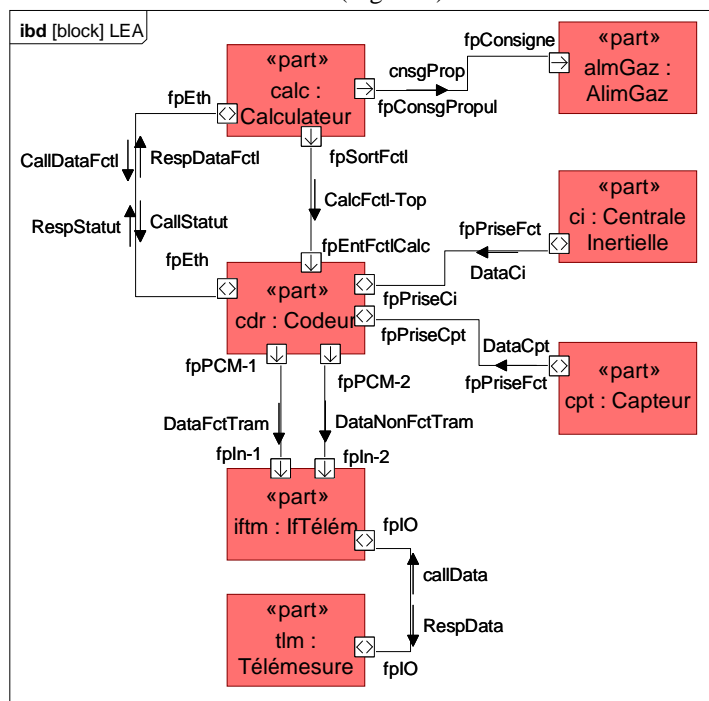 ibd [block] LEA
«part»
calc :
Calculateur
cnsgProp
fpConsigne
«part»
almGaz :
AlimGaz
fpEth
fpConsgPropul
fpSortFctl
CallDataFctl
RespDataFctl
CalcFctl-Top
RespStatut
CallStatut
fpEth
fpEntFctlCalc
«part»
ci : Centrale
Inertielle
fpPriseFct
DataCi
«part»
cdr : Codeur
fpPriseCi
fpPriseCpt
DataCpt
fpPriseFct
«part»
cpt : Capteur
fpPCM-1
fpPCM-2
DataFctTram
DataNonFctTram
fpIn-1
fpIn-2
«part»
iftm : IfTélém
fpIO
callData
RespData
«part»
tlm :
Télémesure
fpIO